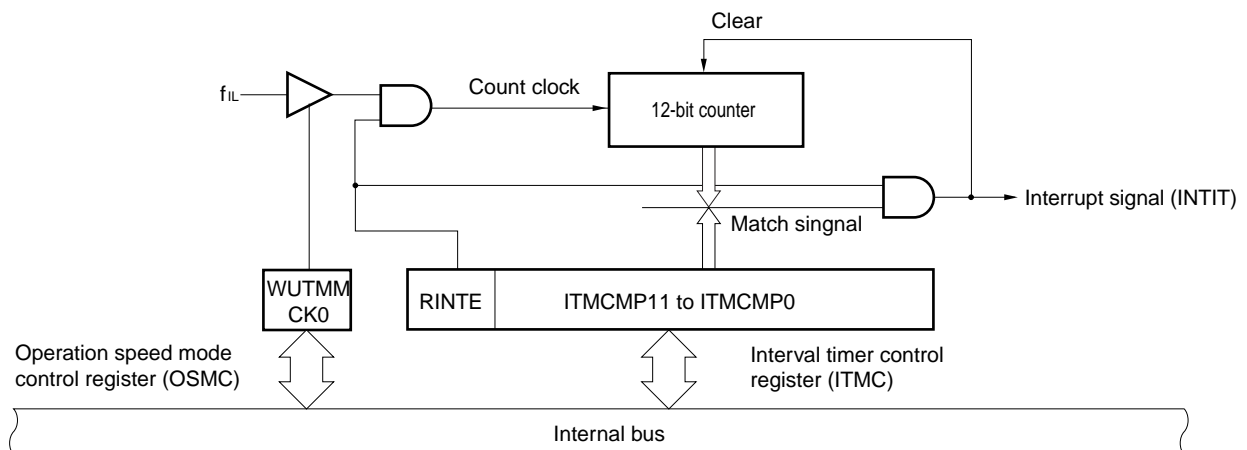 Clear
fIL
Count clock
12-bit counter
Interrupt signal (INTIT)
Match singnal
WUTMM
CK0
RINTE
ITMCMP11 to ITMCMP0
Operation speed mode
control register (OSMC)
Interval timer control
register (ITMC)
Internal bus